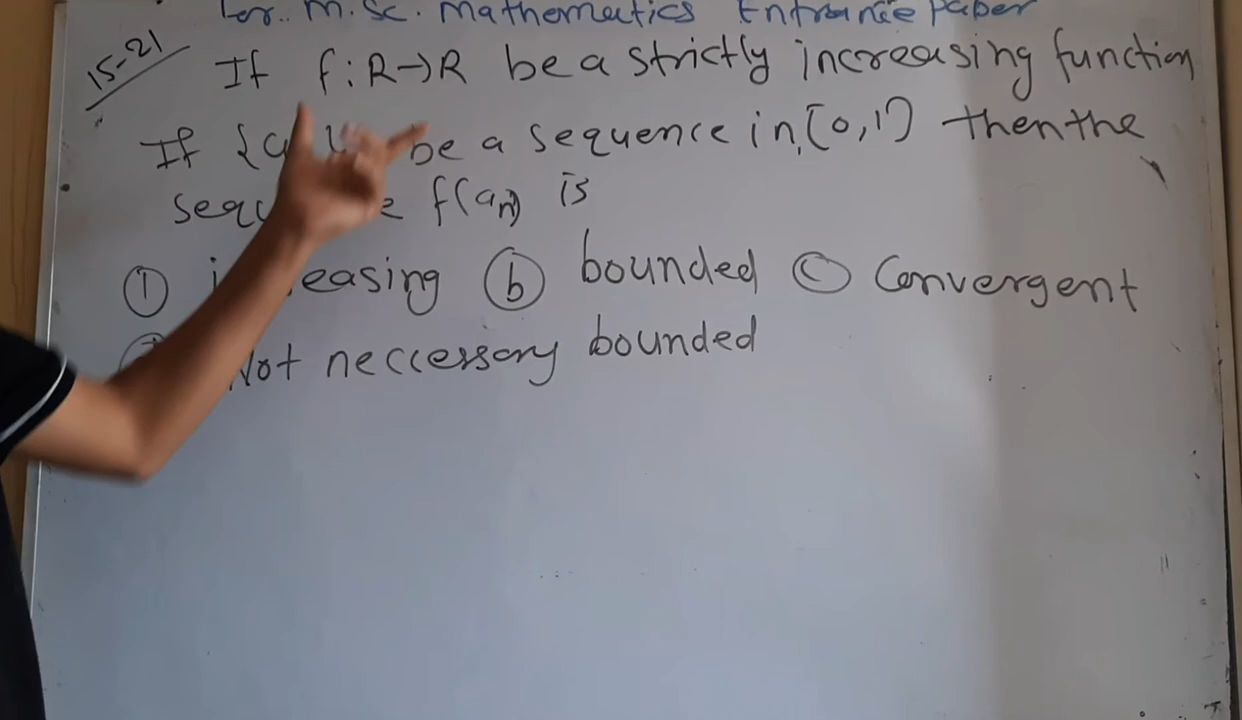 for.. M.Sc. Mathematics Entrance Paper
15-21 If f:R→R be a strictly increasing function
If be a sequence in [0,1] then the
f(an) is
① easing ⓑ bounded ⓒ Convergent
Not neccessary bounded